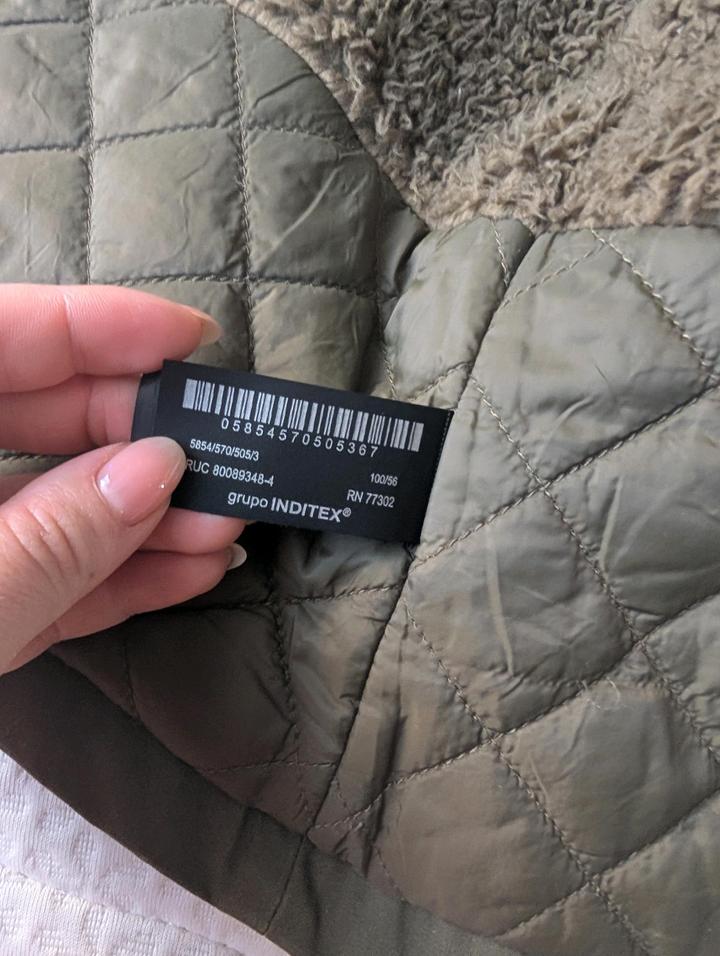 05854570505367
5854/570/505/3
100/56
RUC 80089348-4
RN 77302
grupo INDITEX®